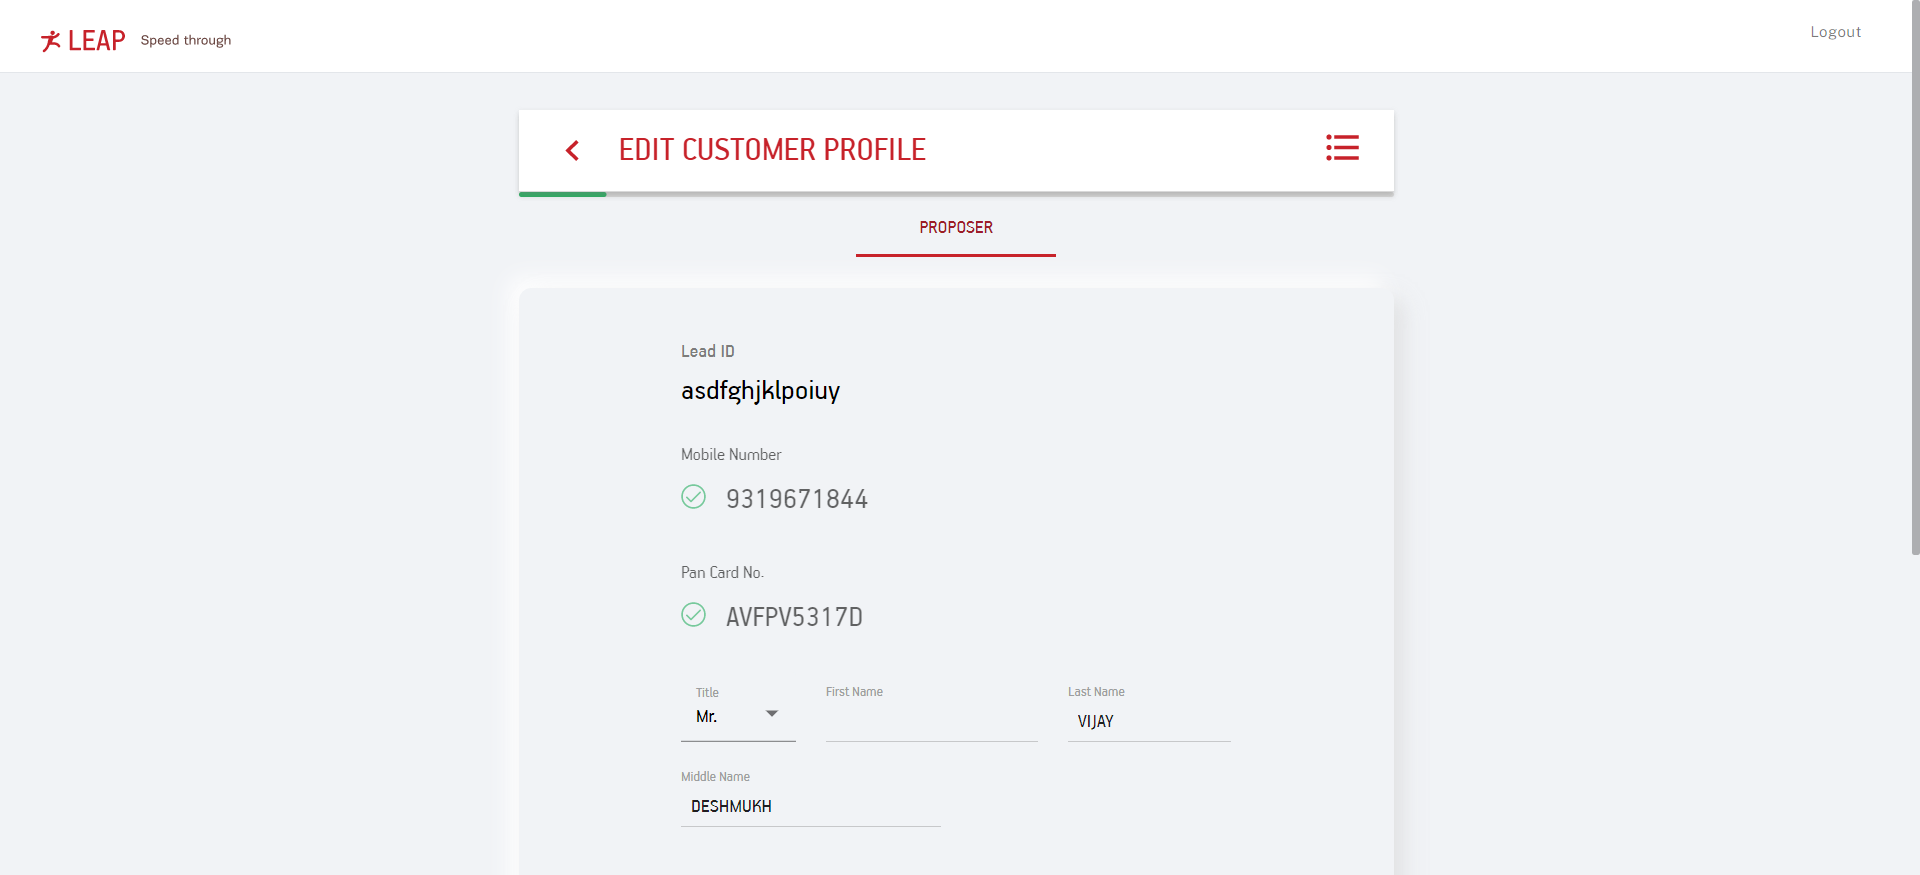 LEAP Speed through
Logout
EDIT CUSTOMER PROFILE
PROPOSER
Lead ID
asdfghjklpoiuy
Mobile Number
9319671844
Pan Card No.
AVFPV5317D
Title First Name Last Name
Mr. VIJAY
Middle Name
DESHMUKH